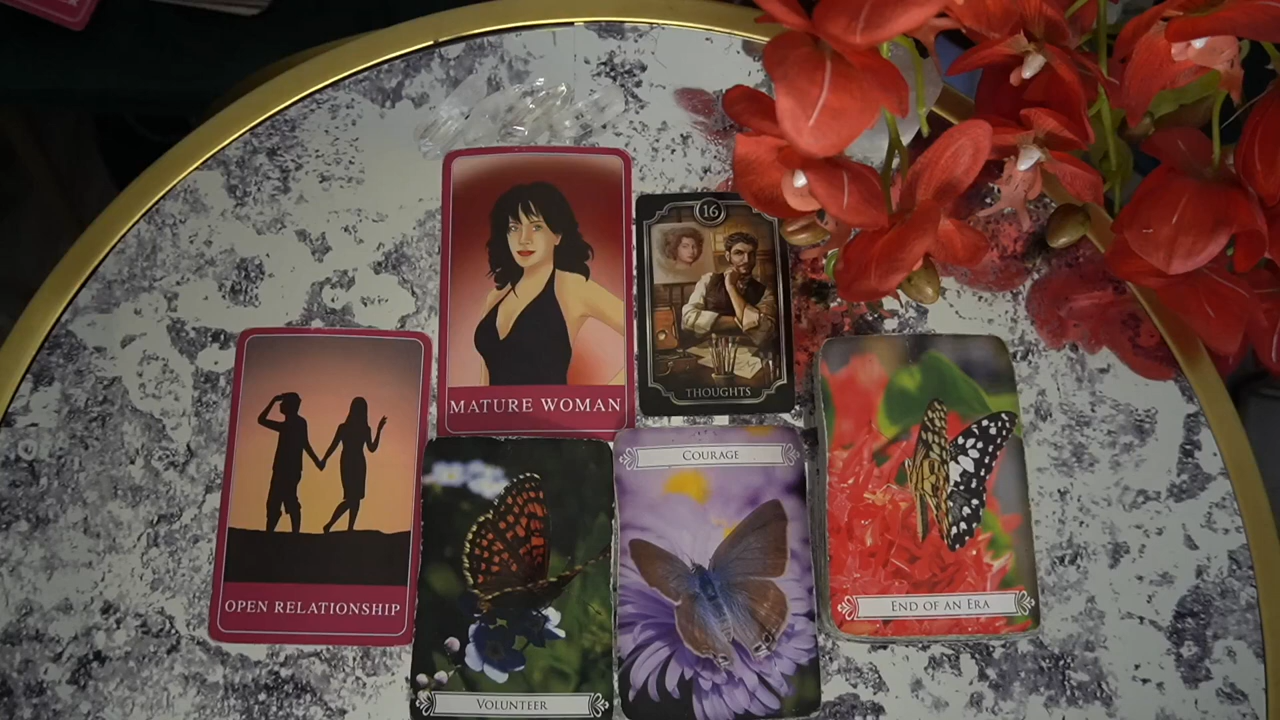 16
THOUGHTS
MATURE WOMAN
COURAGE
OPEN RELATIONSHIP
END OF AN ERA
VOLUNTEER